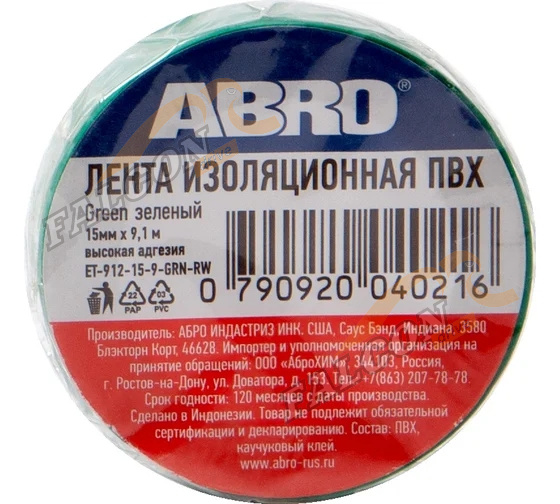 ABRO®
ЛЕНТА ИЗОЛЯЦИОННАЯ ПВХ
Green зеленый
15мм х 9,1 м
высокая адгезия
ET-912-15-9-GRN-RW
22
PAP
03
PVC
0 790920 040216
Производитель: АБРО ИНДАСТРИЗ ИНК. США, Саус Бэнд, Индиана, 3580
Блэкторн Корт, 46628. Импортер и уполномоченная организация на
принятие обращений: ООО «АброХИМ», 344103, Россия,
г. Ростов-на-Дону, ул. Доватора, д. 153. Тел.+7(863) 207-78-78.
Срок годности: 120 месяцев с даты производства.
Сделано в Индонезии. Товар не подлежит обязательной
сертификации и декларированию. Состав: ПВХ,
каучуковый клей.
www.abro-rus.ru
FALCON
FALCON